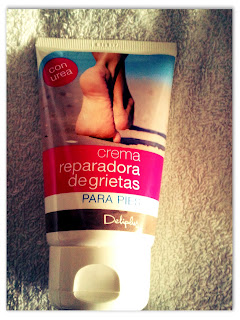 con
urea
crema
reparadora
de grietas
PARA PIES
Deliplus